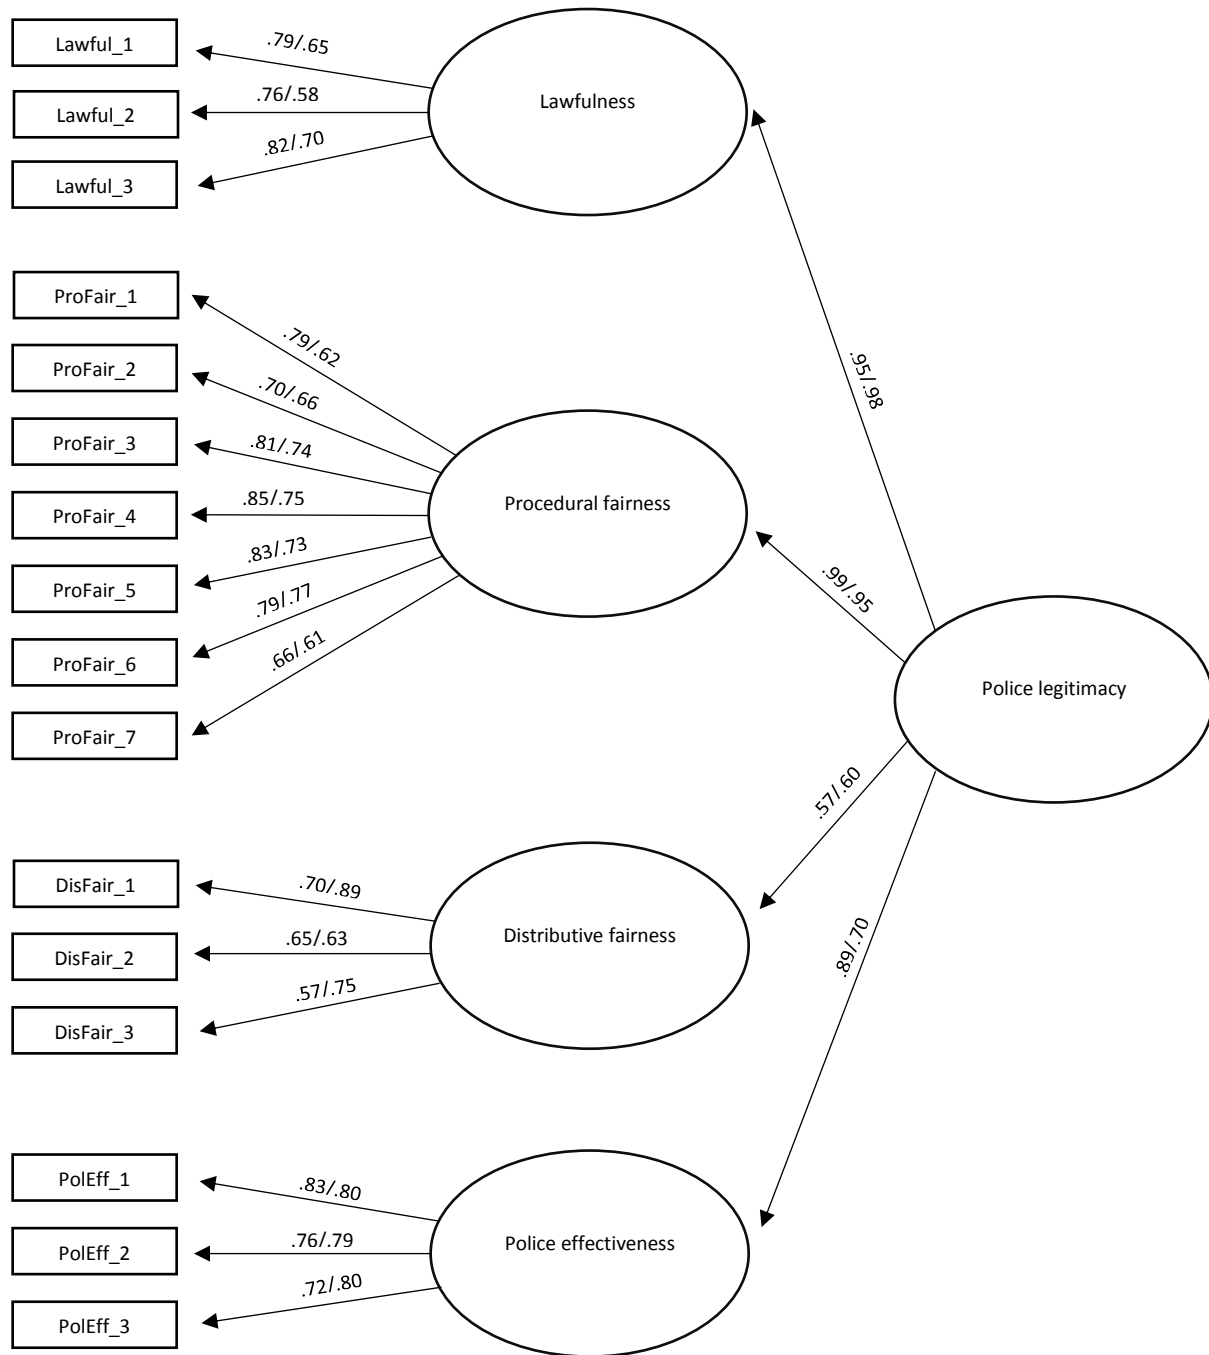 Lawful_1
.79/.65
Lawful_2
.76/.58
Lawful_3
.82/.70
Lawfulness
ProFair_1
.79/.62
ProFair_2
.70/.66
ProFair_3
.81/.74
ProFair_4
.85/.75
ProFair_5
.83/.73
ProFair_6
.79/.77
ProFair_7
.66/.61
Procedural fairness
.95/.98
.99/.95
Police legitimacy
.57/.60
.89/.70
DisFair_1
.70/.89
DisFair_2
.65/.63
DisFair_3
.57/.75
Distributive fairness
PolEff_1
.83/.80
PolEff_2
.76/.79
PolEff_3
.72/.80
Police effectiveness